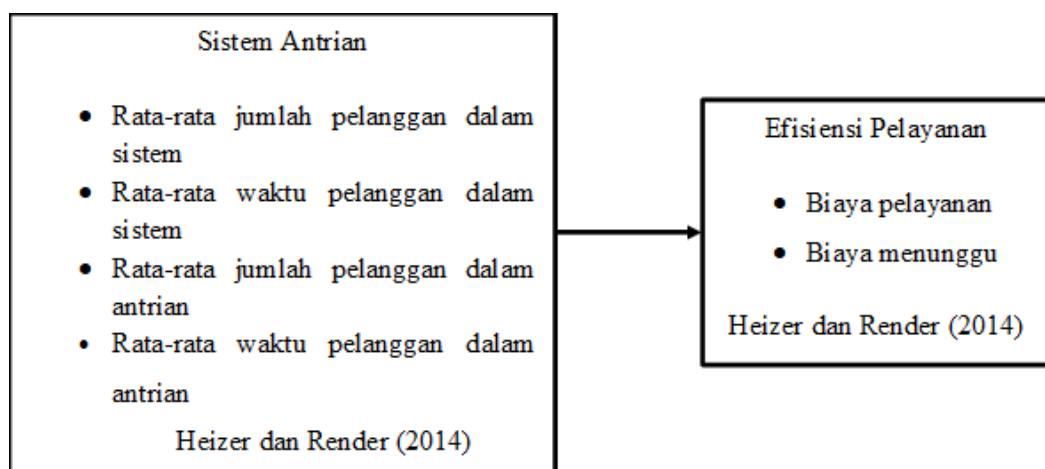 Sistem Antrian
• Rata-rata jumlah pelanggan dalam
sistem
• Rata-rata waktu pelanggan dalam
sistem
• Rata-rata jumlah pelanggan dalam
antrian
• Rata-rata waktu pelanggan dalam
antrian
Heizer dan Render (2014)
Efisiensi Pelayanan
• Biaya pelayanan
• Biaya menunggu
Heizer dan Render (2014)